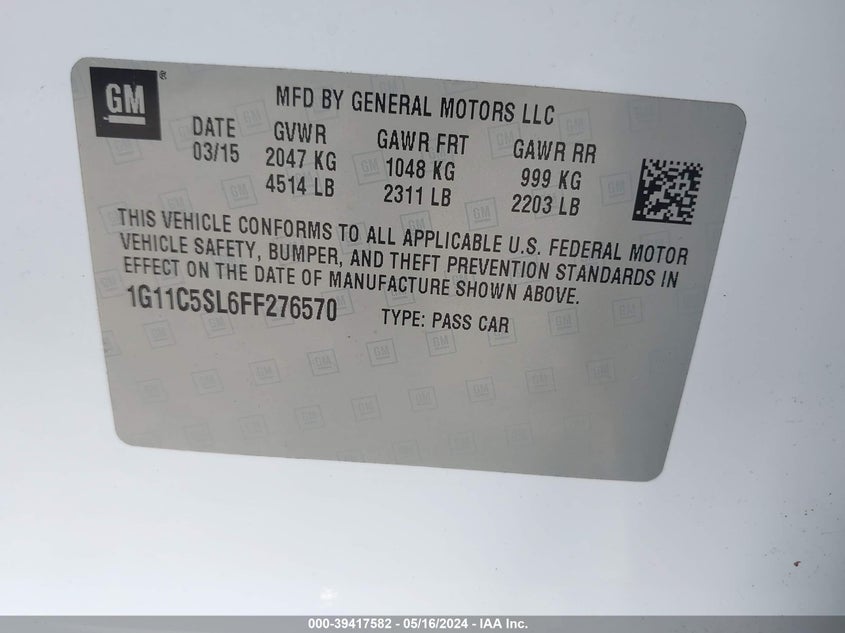 GM ®
MFD BY GENERAL MOTORS LLC
DATE GVWR GAWR FRT GAWR RR
03/15 2047 KG 1048 KG 999 KG
4514 LB 2311 LB 2203 LB
THIS VEHICLE CONFORMS TO ALL APPLICABLE U.S. FEDERAL MOTOR
VEHICLE SAFETY, BUMPER, AND THEFT PREVENTION STANDARDS IN
EFFECT ON THE DATE OF MANUFACTURE SHOWN ABOVE.
1G11C5SL6FF276570 TYPE: PASS CAR
000-39417582 - 05/16/2024 - IAA Inc.